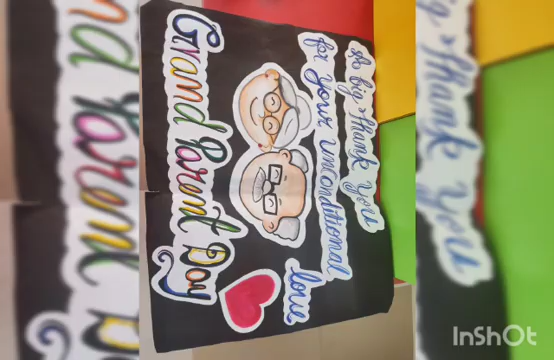 A big thank you
for your unconditional
love
Grand Parent Day
InShOt